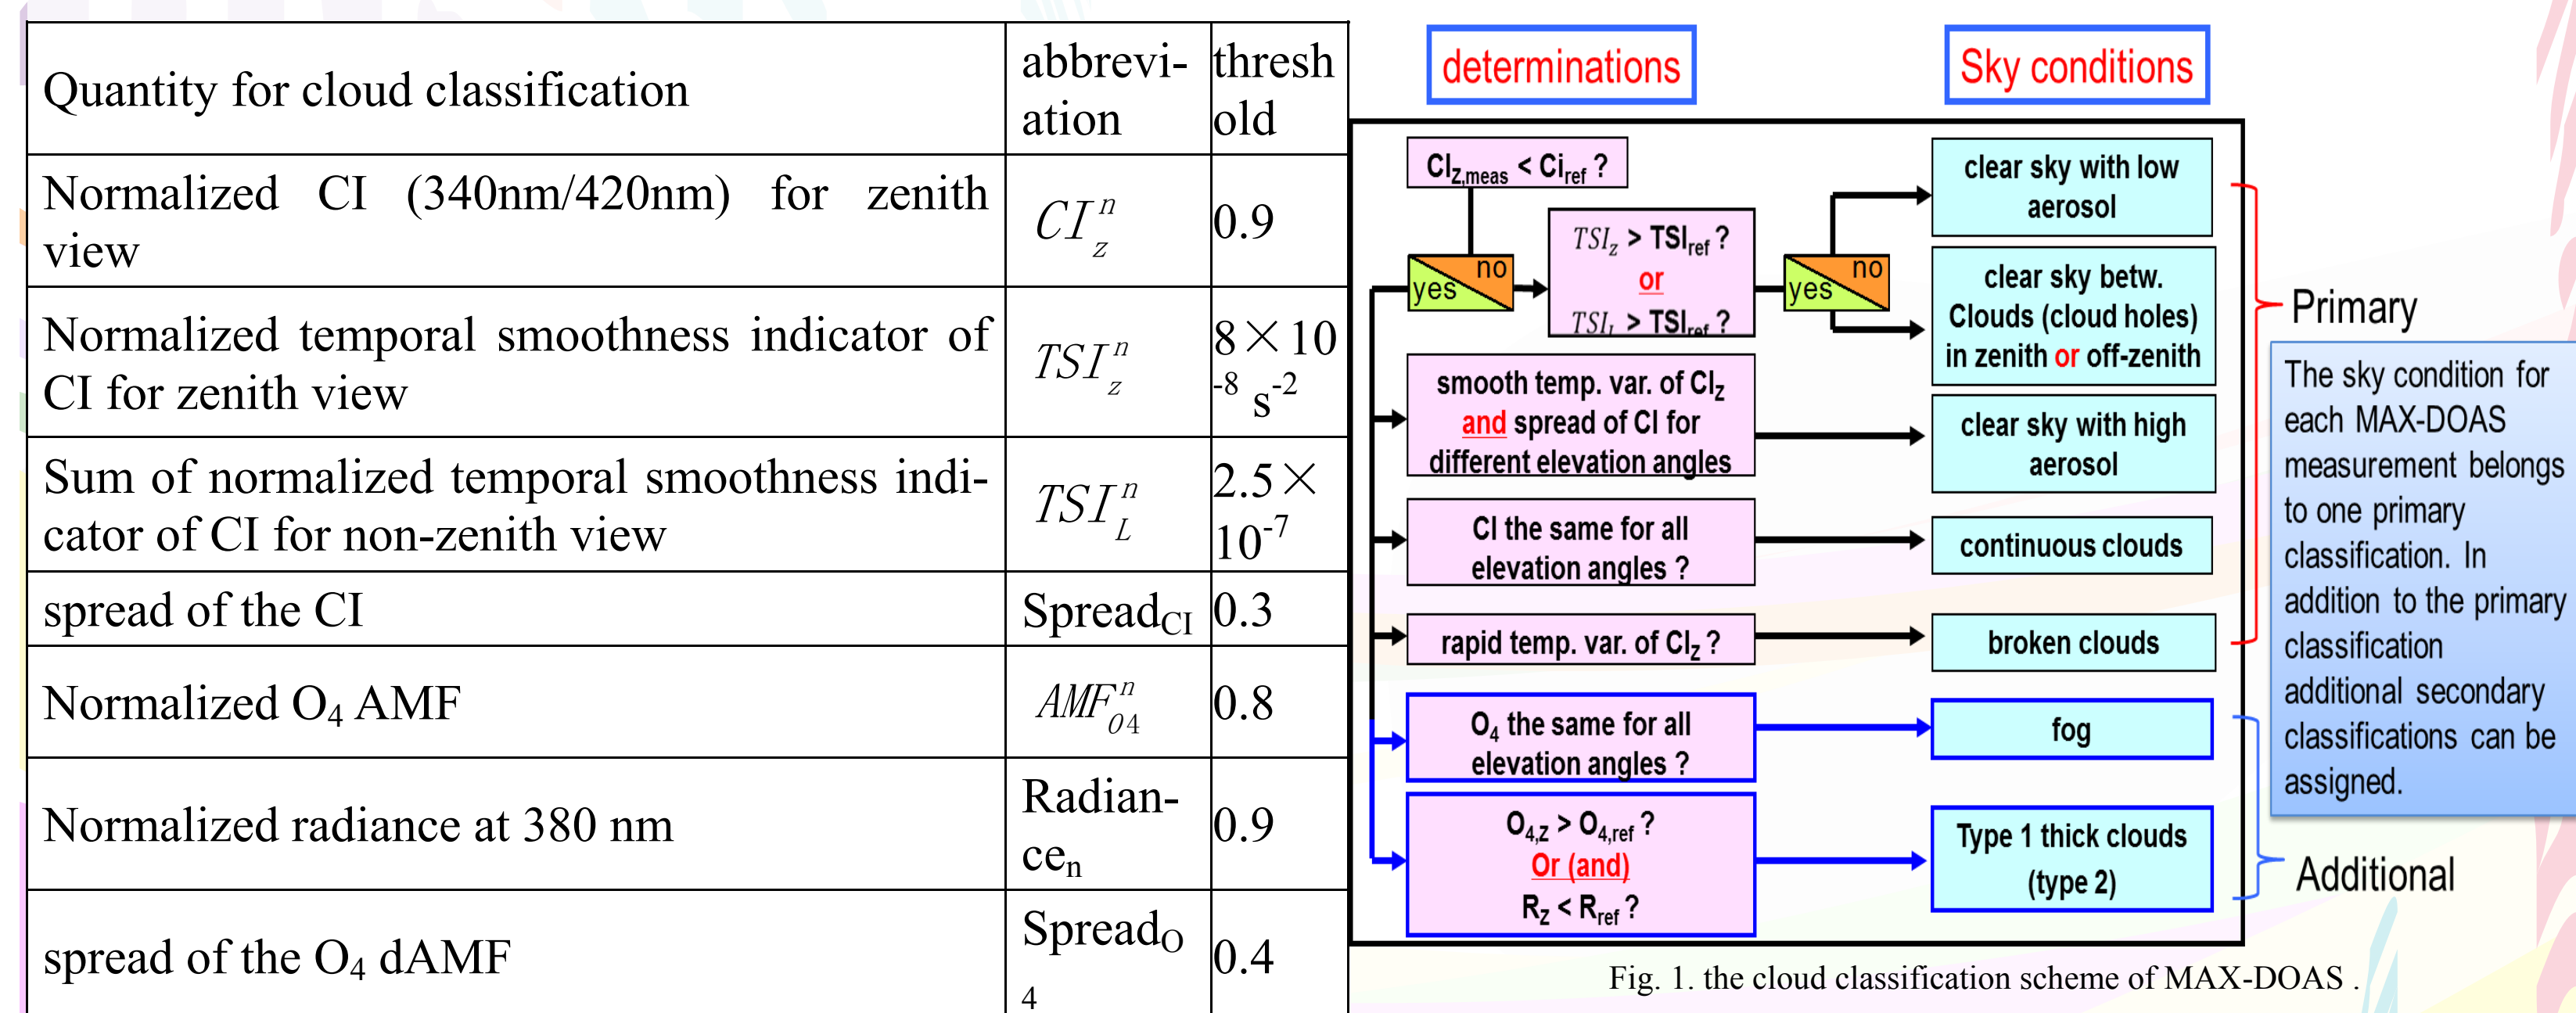 Quantity for cloud classification
abbrevi-
ation
thresh
old
Normalized CI (340nm/420nm) for zenith
view
CI_z^n
0.9
Normalized temporal smoothness indicator of
CI for zenith view
TSI_z^n
8×10
-8 s-2
Sum of normalized temporal smoothness indi-
cator of CI for non-zenith view
TSI_L^n
2.5×
10-7
spread of the CI
SpreadCI
0.3
Normalized O4 AMF
AMF_O4^n
0.8
Normalized radiance at 380 nm
Radian-
cen
0.9
spread of the O4 dAMF
SpreadO
4
0.4
determinations
Sky conditions
CIZ,meas < Ciref ?
yes
no
TSIz > TSIref ?
or
TSIL > TSIref ?
yes
no
clear sky with low
aerosol
clear sky betw.
Clouds (cloud holes)
in zenith or off-zenith
smooth temp. var. of CIZ
and spread of CI for
different elevation angles
clear sky with high
aerosol
CI the same for all
elevation angles ?
continuous clouds
rapid temp. var. of CIZ ?
broken clouds
O4 the same for all
elevation angles ?
fog
O4,Z > O4,ref ?
Or (and)
RZ < Rref ?
Type 1 thick clouds
(type 2)
Primary
The sky condition for
each MAX-DOAS
measurement belongs
to one primary
classification. In
addition to the primary
classification
additional secondary
classifications can be
assigned.
Additional
Fig. 1. the cloud classification scheme of MAX-DOAS .